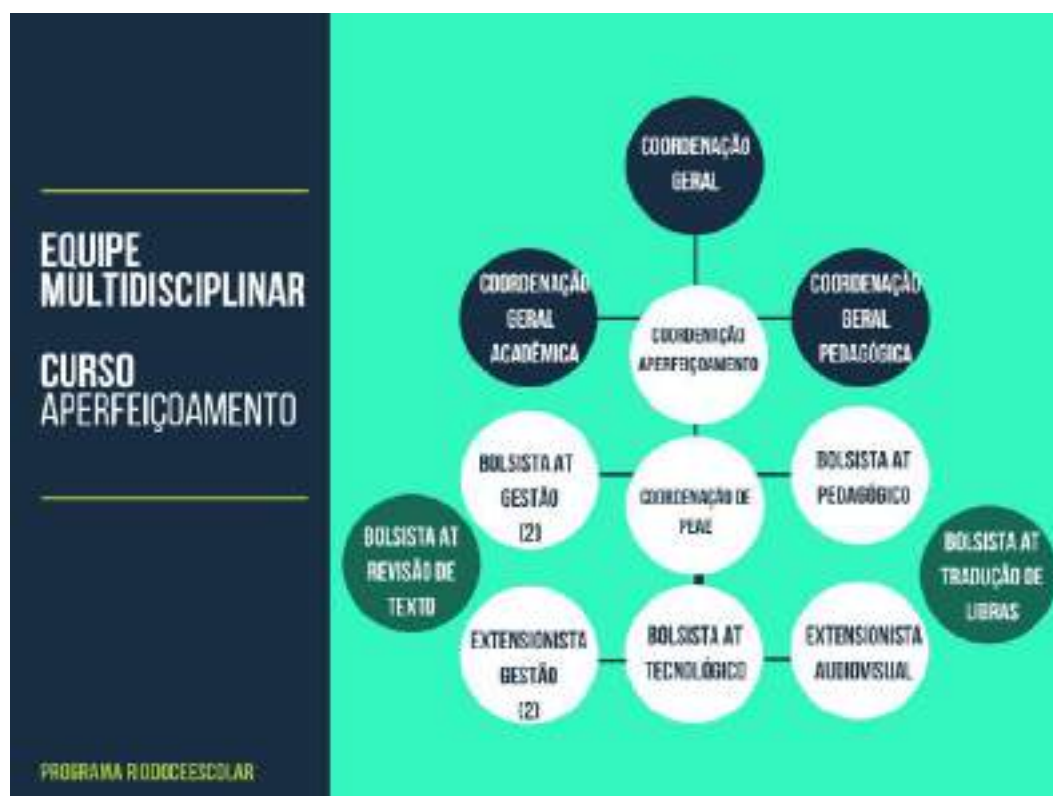 EQUIPE
MULTIDISCIPLINAR
CURSO
APERFEIÇOAMENTO
PROGRAMA RIODOCEESCOLAR
COORDENAÇÃO
GERAL
COORDENAÇÃO
GERAL
ACADÊMICA
COORDENAÇÃO
APERFEIÇOAMENTO
COORDENAÇÃO
GERAL
PEDAGÓGICA
BOLSISTA AT
GESTÃO
(2)
COORDENAÇÃO DE
PEAE
BOLSISTA AT
PEDAGÓGICO
BOLSISTA AT
REVISÃO DE
TEXTO
BOLSISTA AT
TRADUÇÃO DE
LIBRAS
EXTENSIONISTA
GESTÃO
(2)
BOLSISTA AT
TECNOLÓGICO
EXTENSIONISTA
AUDIOVISUAL